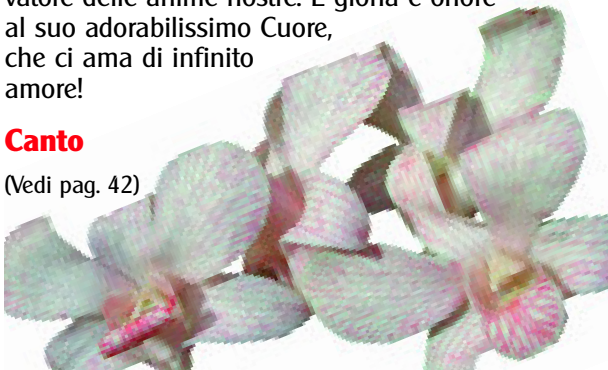 valore delle anime nostre. E gloria e onore
al suo adorabilissimo Cuore,
che ci ama di infinito
amore!
Canto
(Vedi pag. 42)